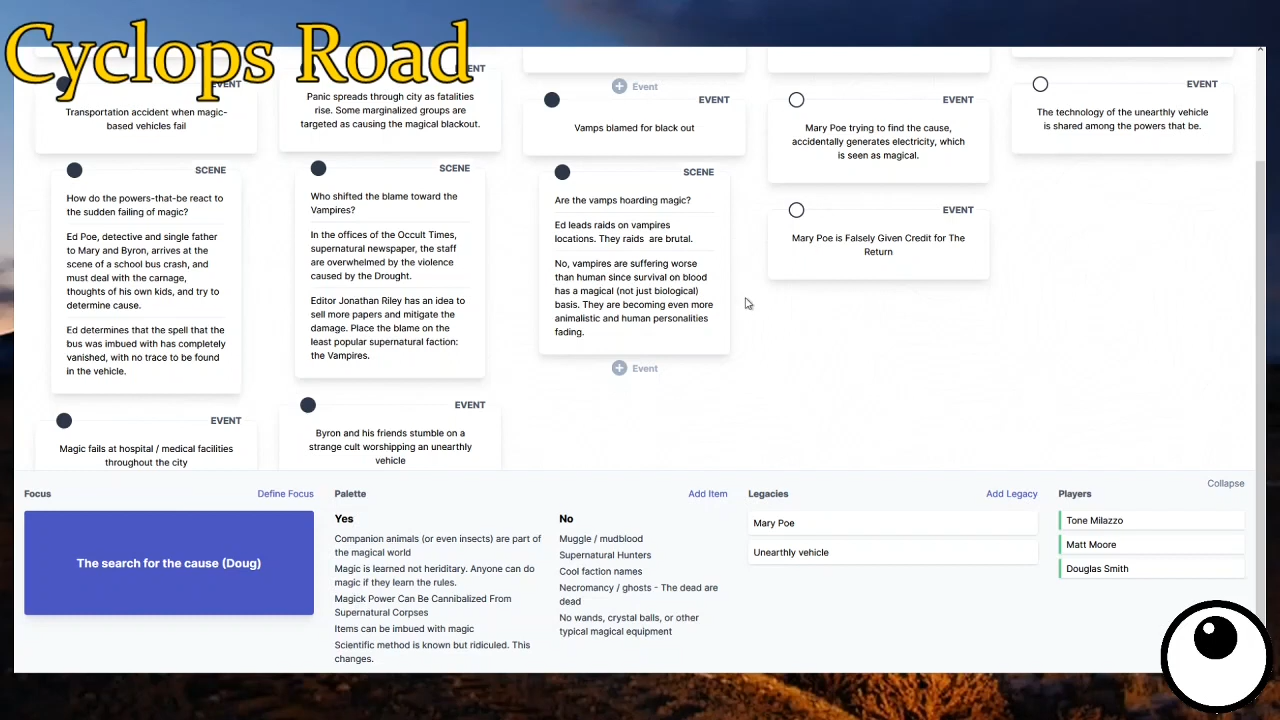 Cyclops Road
EVENT
Transportation accident when magic-
based vehicles fail
SCENE
How do the powers-that-be react to
the sudden failing of magic?
Ed Poe, detective and single father
to Mary and Byron, arrives at the
scene of a school bus crash, and
must deal with the carnage,
thoughts of his own kids, and try to
determine cause.
Ed determines that the spell that the
bus was imbued with has completely
vanished, with no trace to be found
in the vehicle.
EVENT
Magic fails at hospital / medical facilities
throughout the city
EVENT
Panic spreads through city as fatalities
rise. Some marginalized groups are
targeted as causing the magical blackout.
SCENE
Who shifted the blame toward the
Vampires?
In the offices of the Occult Times,
supernatural newspaper, the staff
are overwhelmed by the violence
caused by the Drought.
Editor Jonathan Riley has an idea to
sell more papers and mitigate the
damage. Place the blame on the
least popular supernatural faction:
the Vampires.
EVENT
Byron and his friends stumble on a
strange cult worshipping an unearthly
vehicle
Event
EVENT
Vamps blamed for black out
SCENE
Are the vamps hoarding magic?
Ed leads raids on vampires
locations. They raids are brutal.
No, vampires are suffering worse
than human since survival on blood
has a magical (not just biological)
basis. They are becoming even more
animalistic and human personalities
fading.
Event
EVENT
Mary Poe trying to find the cause,
accidentally generates electricity, which
is seen as magical.
EVENT
Mary Poe is Falsely Given Credit for The
Return
EVENT
The technology of the unearthly vehicle
is shared among the powers that be.
Collapse
Focus
Define Focus
The search for the cause (Doug)
Palette
Add Item
Yes
Companion animals (or even insects) are part of
the magical world
Magic is learned not heriditary. Anyone can do
magic if they learn the rules.
Magick Power Can Be Cannibalized From
Supernatural Corpses
Items can be imbued with magic
Scientific method is known but ridiculed. This
changes.
No
Muggle / mudblood
Supernatural Hunters
Cool faction names
Necromancy / ghosts - The dead are
dead
No wands, crystal balls, or other
typical magical equipment
Legacies
Add Legacy
Mary Poe
Unearthly vehicle
Players
Tone Milazzo
Matt Moore
Douglas Smith